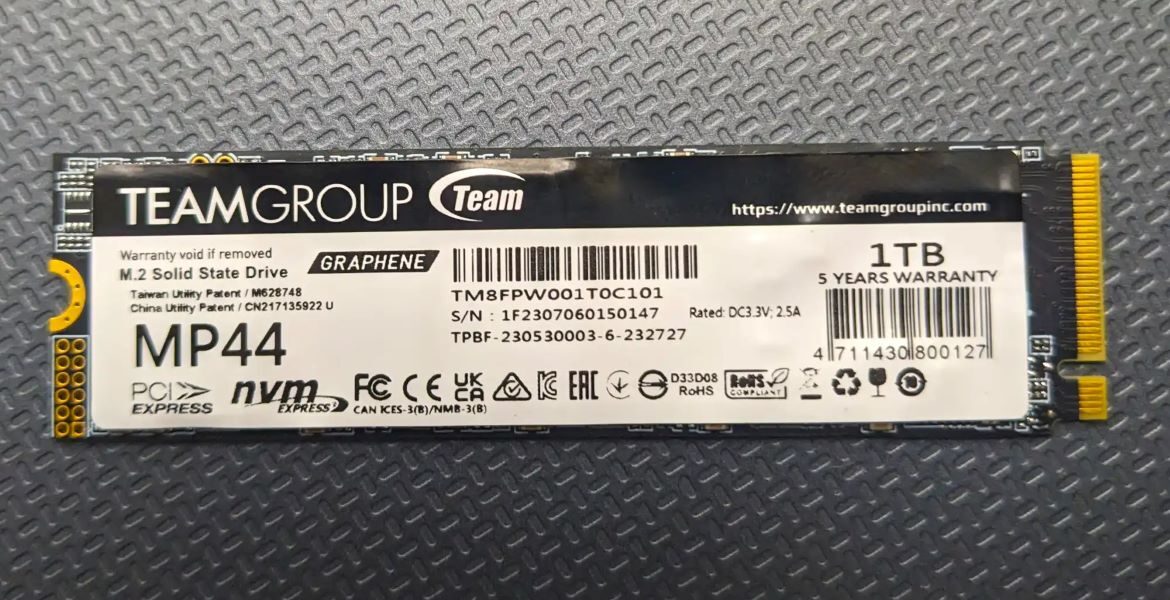 TEAMGROUP Team
https://www.teamgroupinc.com
Warranty void if removed
M.2 Solid State Drive
GRAPHENE
Taiwan Utility Patent / M628748
China Utility Patent / CN217135922 U
MP44
TM8FPW001T0C101
S/N : 1F2307060150147
Rated: DC3.3V; 2.5A
TPBF-230530003-6-232727
1TB
5 YEARS WARRANTY
4 711430 800127
PCI
EXPRESS
nvm
EXPRESS
FC CE UK
CA
EAC
D33D08
RoHS
RoHS
COMPLIANT
CAN ICES-3(B)/NMB-3(B)